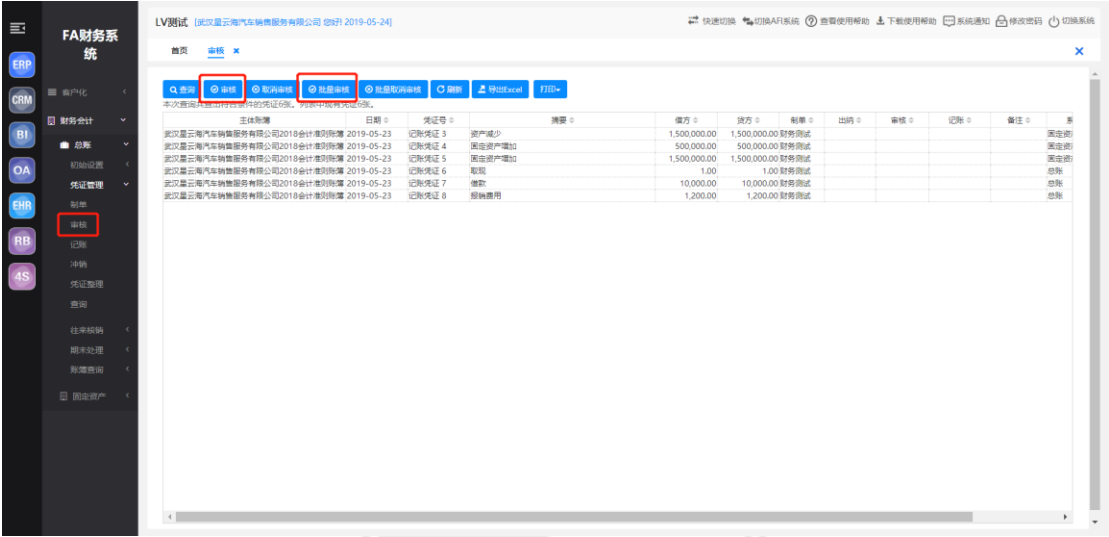 LV测试 [武汉星云海汽车销售服务有限公司 您好! 2019-05-24]
快速切换 切换AFI系统 查看使用帮助 下载使用帮助 系统通知 修改密码 切换系统
FA财务系
统
首页 审核 ×
ERP
CRM
BI
OA
EHR
RB
4S
客户化
财务会计
总账
初始设置
凭证管理
制单
审核
记账
冲销
凭证整理
查询
往来核销
期末处理
账簿查询
固定资产
查询 审核 取消审核 批量审核 批量取消审核 刷新 导出Excel 打印
本次查询共查出符合条件的凭证6张，列表中现有凭证6张。
主体账簿 日期 凭证号 摘要 借方 贷方 制单 出纳 审核 记账 备注
武汉星云海汽车销售服务有限公司2018会计准则账簿 2019-05-23 记账凭证 3 资产减少 1,500,000.00 1,500,000.00 财务测试 固定资
武汉星云海汽车销售服务有限公司2018会计准则账簿 2019-05-23 记账凭证 4 固定资产增加 500,000.00 500,000.00 财务测试 固定资
武汉星云海汽车销售服务有限公司2018会计准则账簿 2019-05-23 记账凭证 5 固定资产增加 1,500,000.00 1,500,000.00 财务测试 固定资
武汉星云海汽车销售服务有限公司2018会计准则账簿 2019-05-23 记账凭证 6 取现 1.00 1.00 财务测试 总账
武汉星云海汽车销售服务有限公司2018会计准则账簿 2019-05-23 记账凭证 7 借款 10,000.00 10,000.00 财务测试 总账
武汉星云海汽车销售服务有限公司2018会计准则账簿 2019-05-23 记账凭证 8 报销费用 1,200.00 1,200.00 财务测试 总账